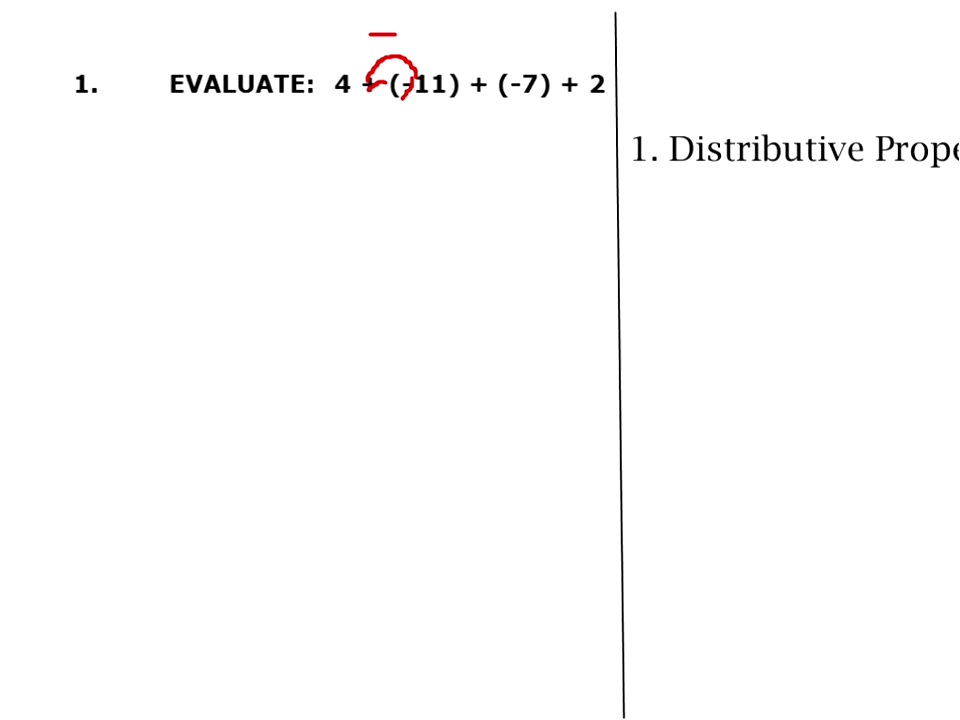 1. EVALUATE: 4 + (-11) + (-7) + 2
1. Distributive Prope